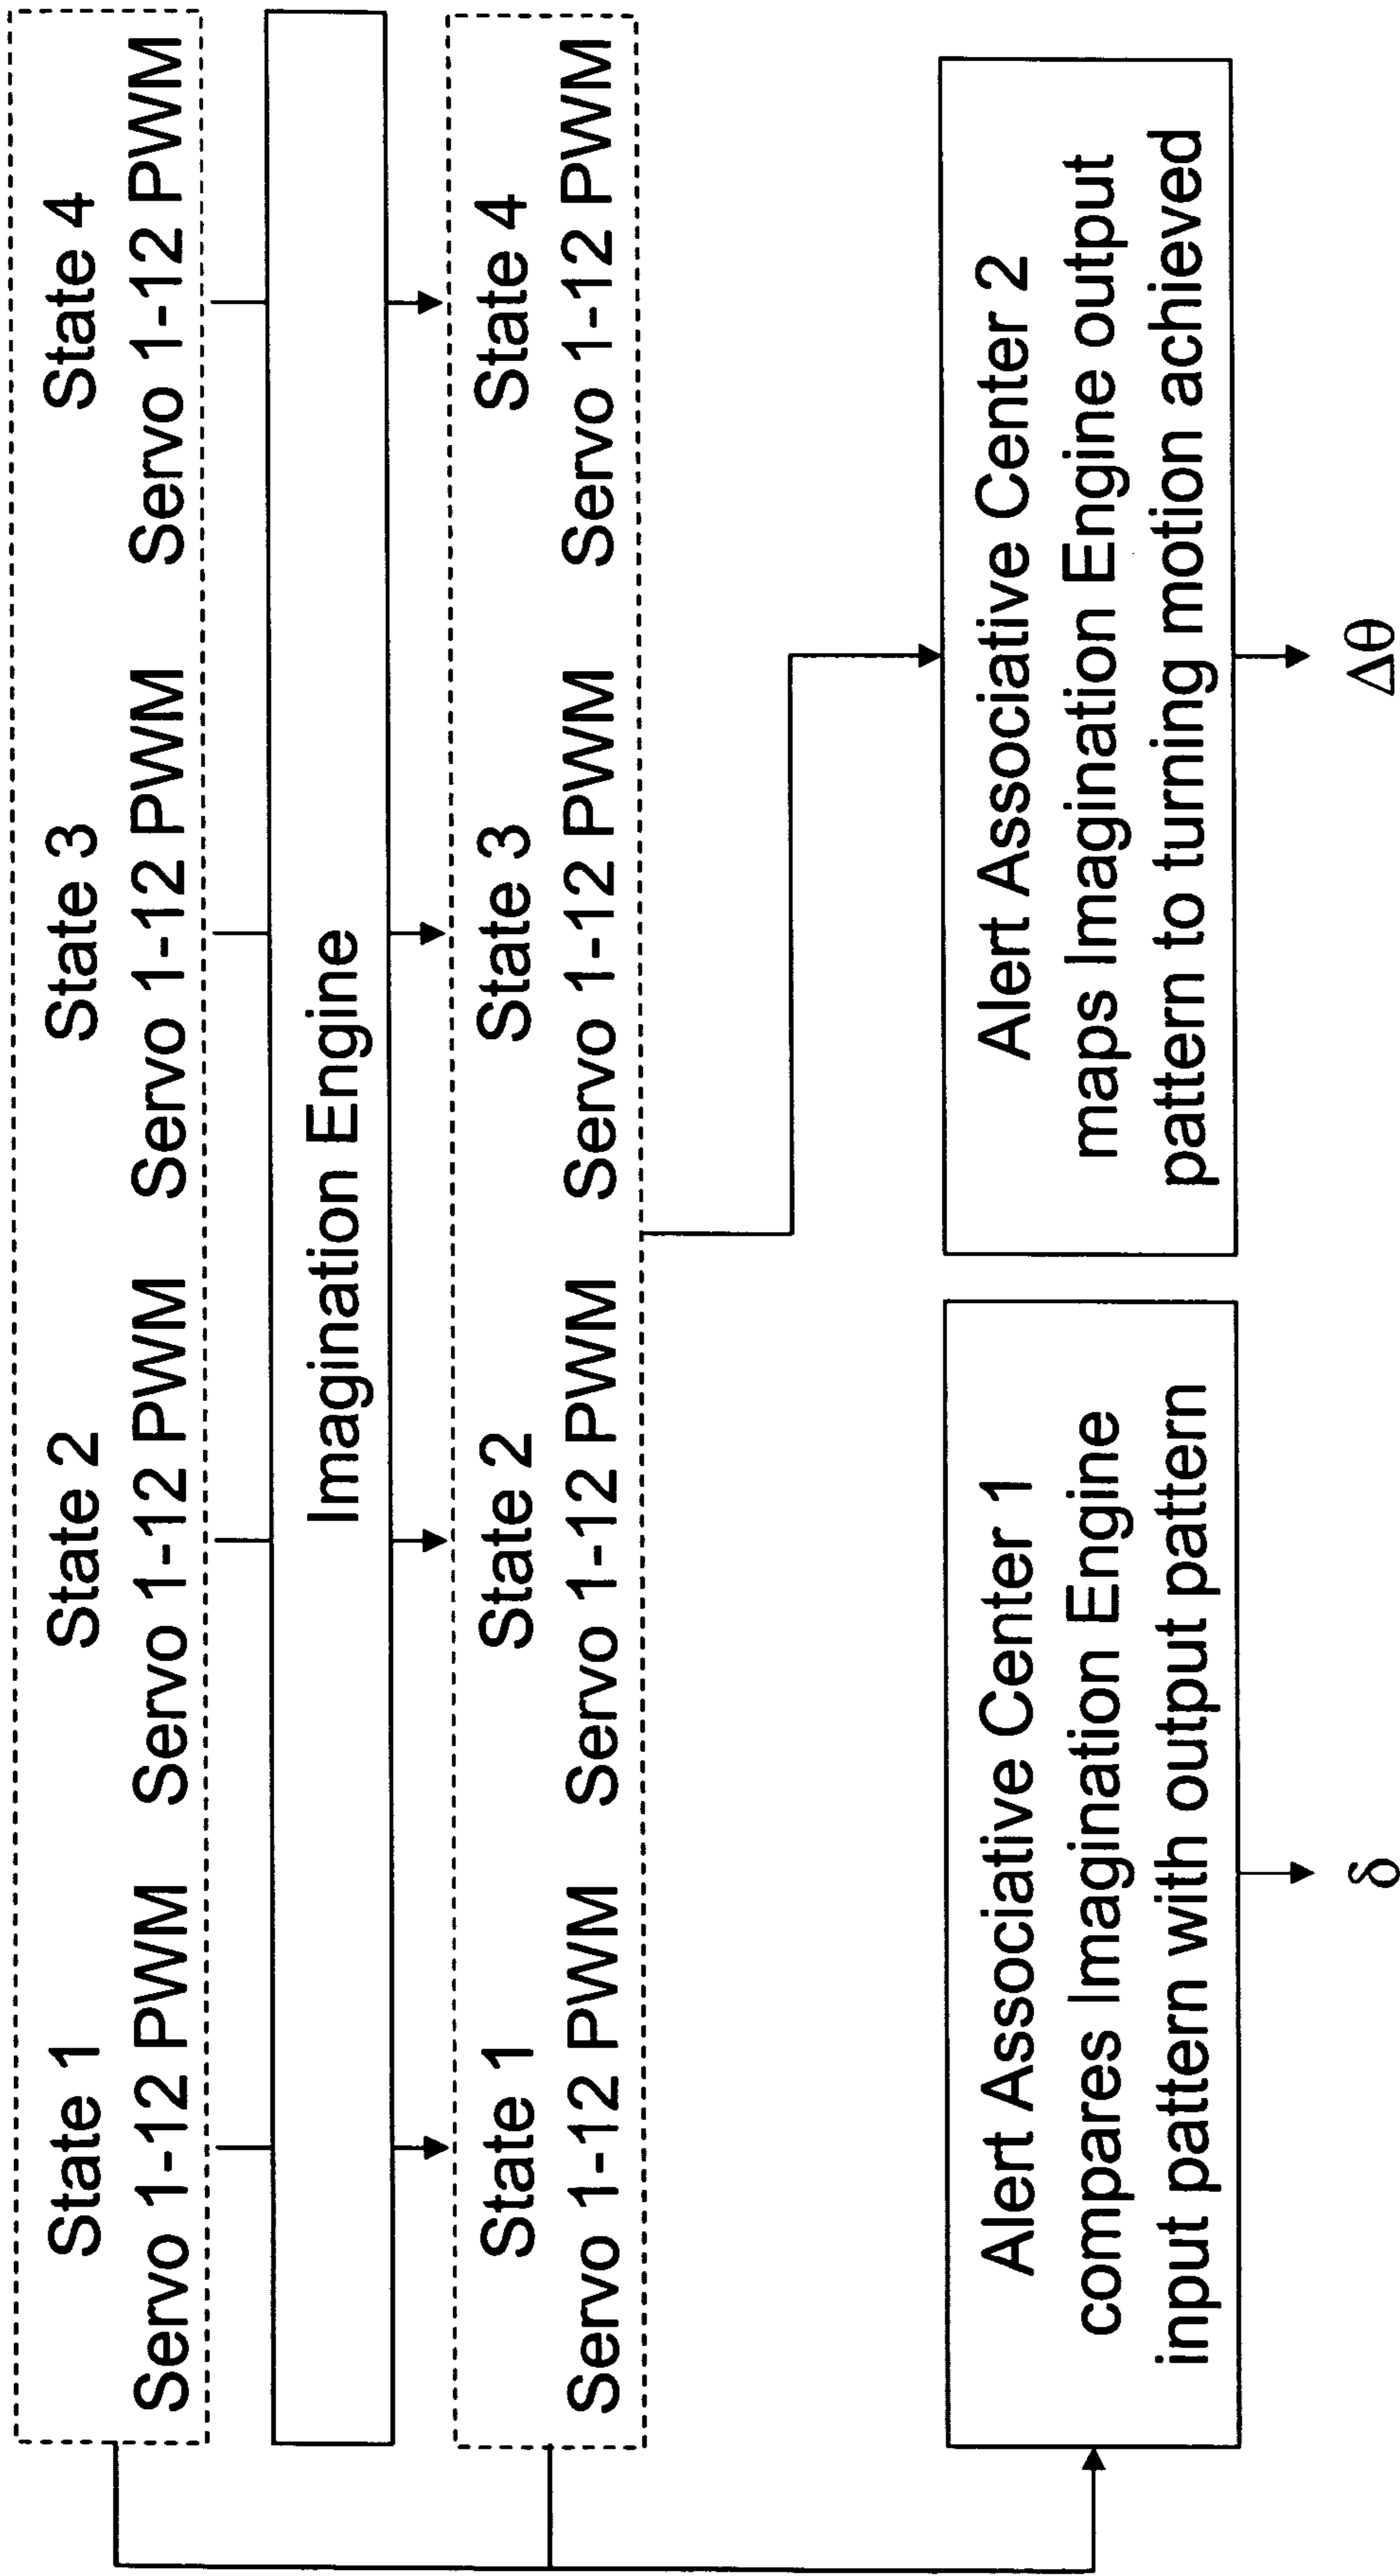 State 1
Servo 1-12 PWM
State 2
Servo 1-12 PWM
State 3
Servo 1-12 PWM
State 4
Servo 1-12 PWM
Imagination Engine
State 1
Servo 1-12 PWM
State 2
Servo 1-12 PWM
State 3
Servo 1-12 PWM
State 4
Servo 1-12 PWM
Alert Associative Center 1
compares Imagination Engine
input pattern with output pattern
δ
Alert Associative Center 2
maps Imagination Engine output
pattern to turning motion achieved
Δθ